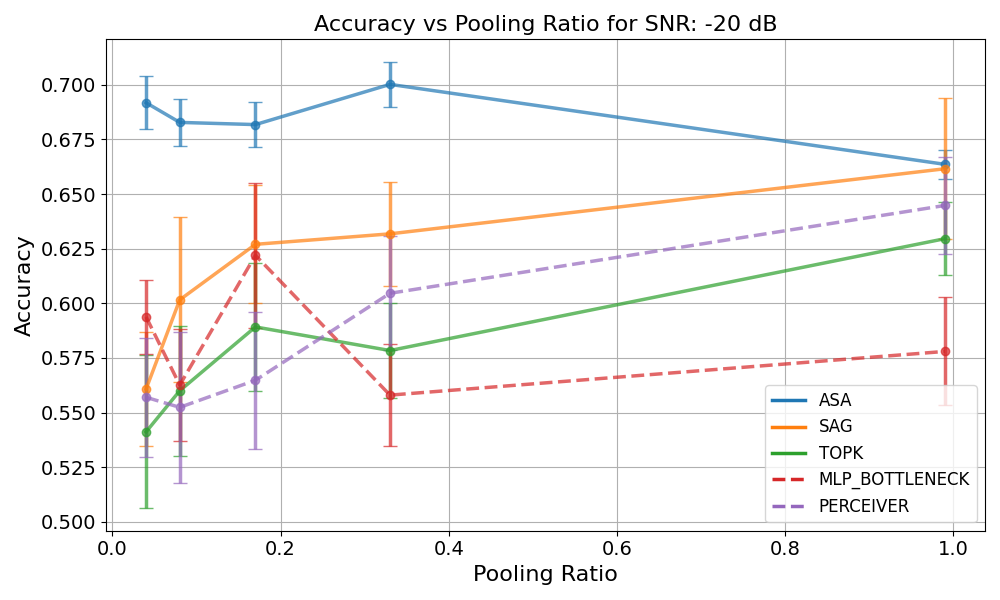 Accuracy vs Pooling Ratio for SNR: -20 dB
Accuracy
0.700
0.675
0.650
0.625
0.600
0.575
0.550
0.525
0.500
ASA
SAG
TOPK
MLP_BOTTLENECK
PERCEIVER
0.0 0.2 0.4 0.6 0.8 1.0
Pooling Ratio